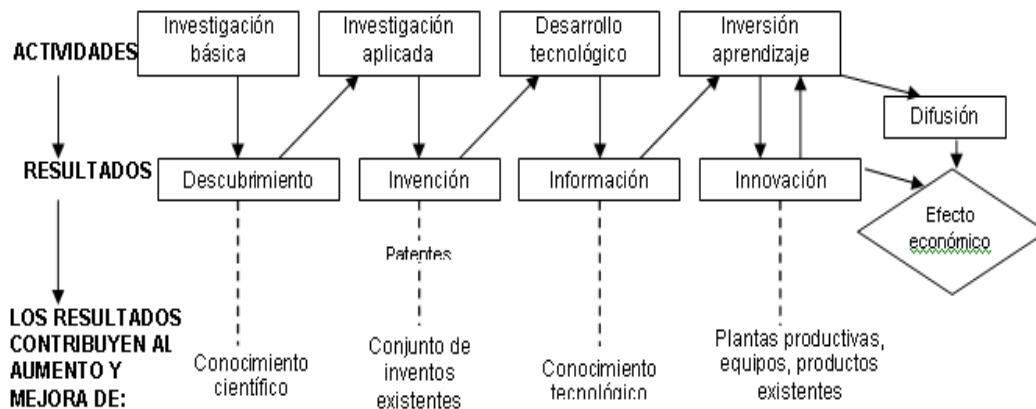 ACTIVIDADES
Investigación
básica
Investigación
aplicada
Desarrollo
tecnológico
Inversión
aprendizaje
Difusión
RESULTADOS
Descubrimiento
Invención
Información
Innovación
Efecto
económico
Patentes
LOS RESULTADOS
CONTRIBUYEN AL
AUMENTO Y
MEJORA DE:
Conocimiento
científico
Conjunto de
inventos
existentes
Conocimiento
tecnológico
Plantas productivas,
equipos, productos
existentes